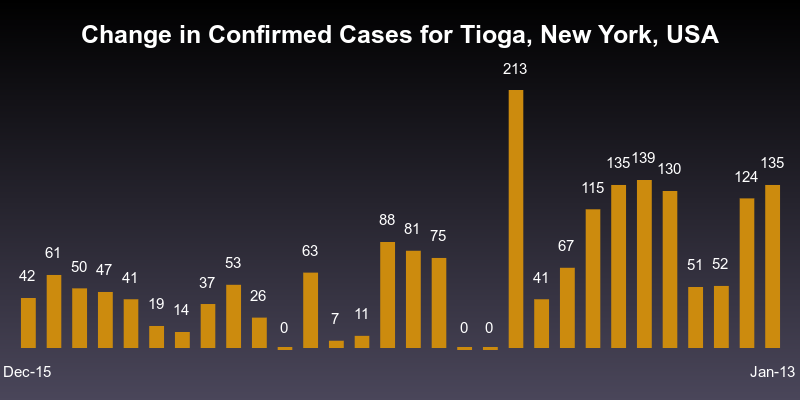 Change in Confirmed Cases for Tioga, New York, USA
42 61 50 47 41 19 14 37 53 26 0 63 7 11 88 81 75 0 0 213 41 67 115 135 139 130 51 52 124 135
Dec-15 Jan-13